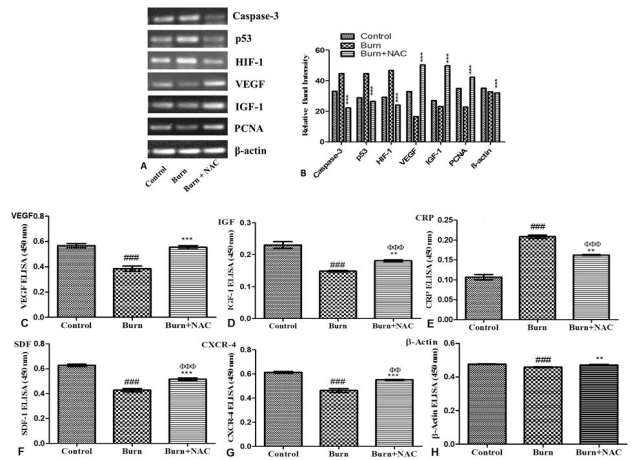 Caspase-3
p53
HIF-1
VEGF
IGF-1
PCNA
β-actin
Control Burn Burn + NAC
A
Control
Burn
Burn+NAC
Relative Band Intensity
80
60
40
20
0
*** *** *** *** *** *** ***
Caspase-3 p53 HIF-1 VEGF IGF-1 PCNA ß-actin
B
VEGF
VEGF ELISA (450 nm)
0.8
0.6
0.4
0.2
0.0
###
***
Control Burn Burn+NAC
C
IGF
IGF-1 ELISA (450 nm)
0.3
0.2
0.1
0.0
###
ΦΦΦ
**
Control Burn Burn+NAC
D
CRP
CRP ELISA (450 nm)
0.25
0.20
0.15
0.10
0.05
0.00
###
ΦΦΦ
**
Control Burn Burn+NAC
E
SDF
SDF-1 ELISA (450 nm)
0.8
0.6
0.4
0.2
0.0
###
ΦΦΦ
***
Control Burn Burn+NAC
F
CXCR-4
CXCR-4 ELISA (450 nm)
0.8
0.6
0.4
0.2
0.0
###
ΦΦ
***
Control Burn Burn+NAC
G
β-Actin
β-Actin ELISA (450 nm)
0.6
0.4
0.2
0.0
###
**
Control Burn Burn+NAC
H